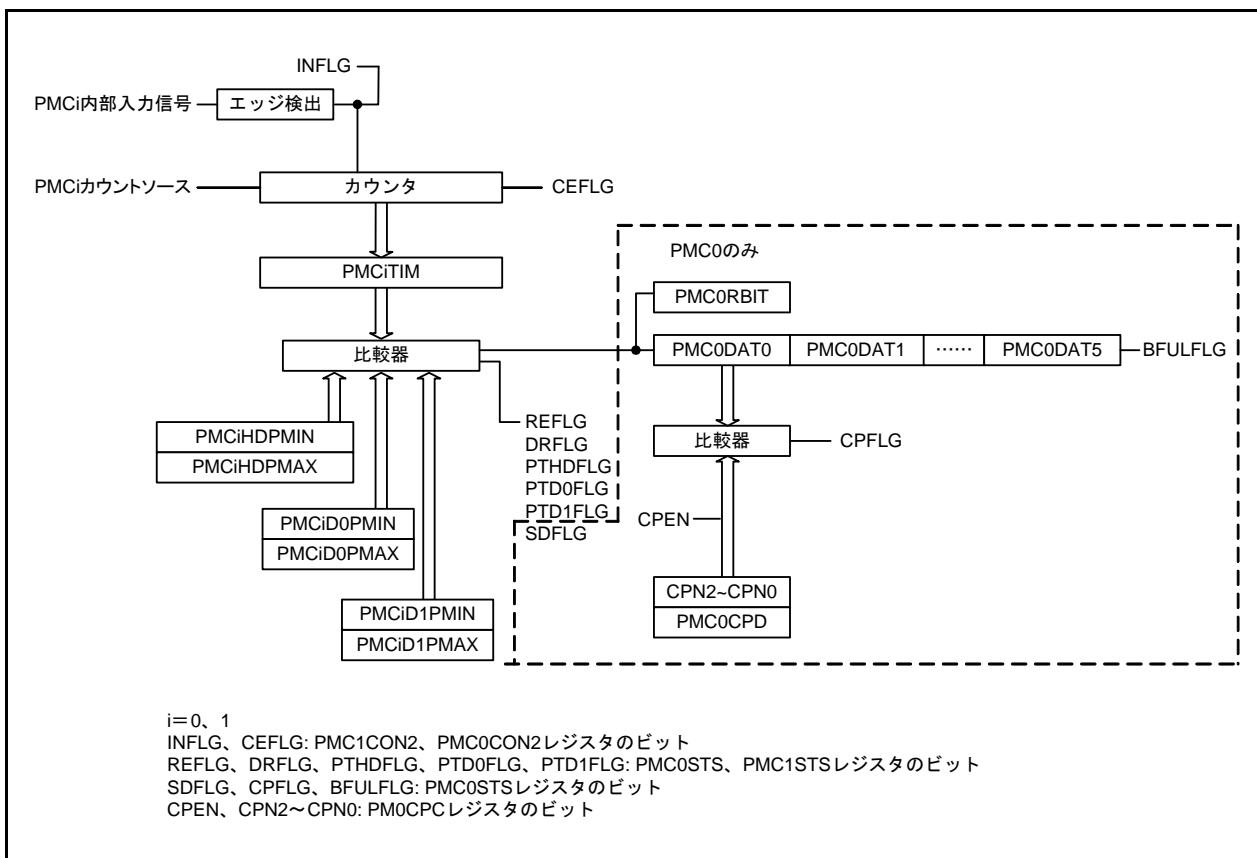 INFLG
PMCi内部入力信号
エッジ検出
PMCiカウントソース
カウンタ
CEFLG
PMCiTIM
PMC0のみ
PMC0RBIT
比較器
PMC0DAT0
PMC0DAT1
……
PMC0DAT5
BFULFLG
PMCiHDPMIN
PMCiHDPMAX
REFLG
DRFLG
PTHDFLG
PTD0FLG
PTD1FLG
SDFLG
比較器
CPFLG
PMCiD0PMIN
PMCiD0PMAX
CPEN
PMCiD1PMIN
PMCiD1PMAX
CPN2~CPN0
PMC0CPD
i=0、1
INFLG、CEFLG: PMC1CON2、PMC0CON2レジスタのビット
REFLG、DRFLG、PTHDFLG、PTD0FLG、PTD1FLG: PMC0STS、PMC1STSレジスタのビット
SDFLG、CPFLG、BFULFLG: PMC0STSレジスタのビット
CPEN、CPN2～CPN0: PM0CPCレジスタのビット